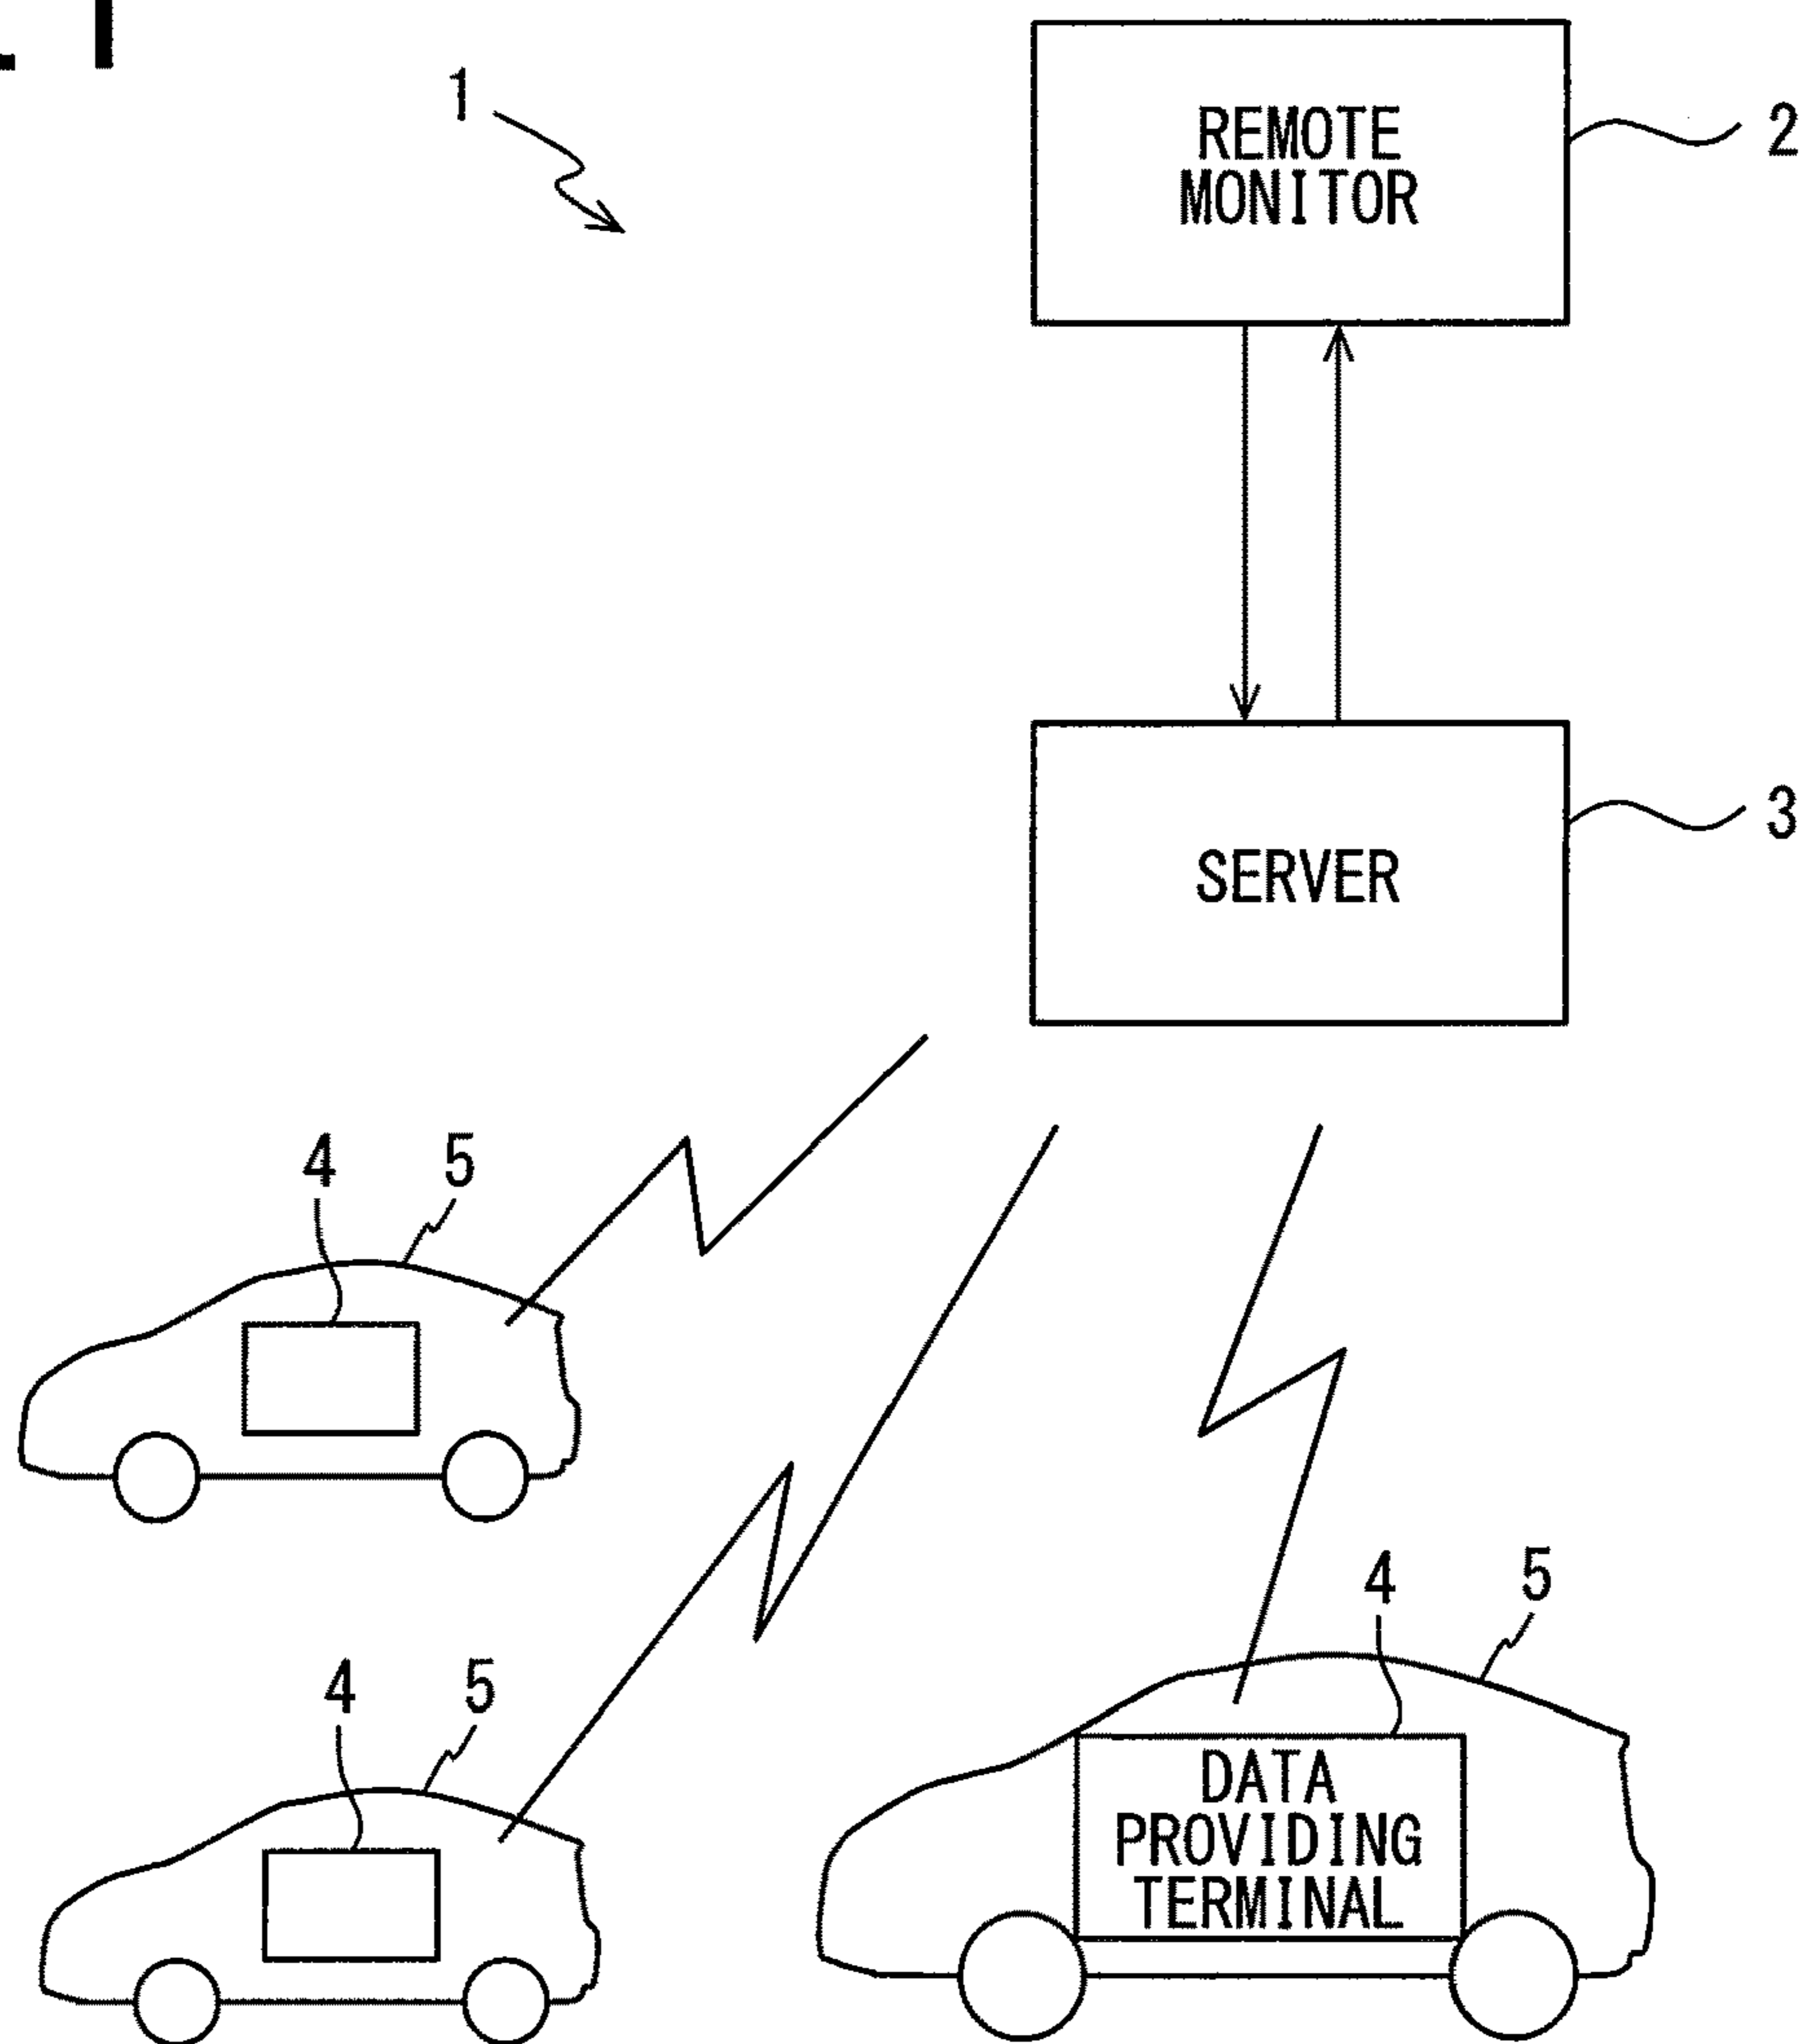 1
REMOTE
MONITOR
2
SERVER
3
4 5
4 5
4 5
DATA
PROVIDING
TERMINAL